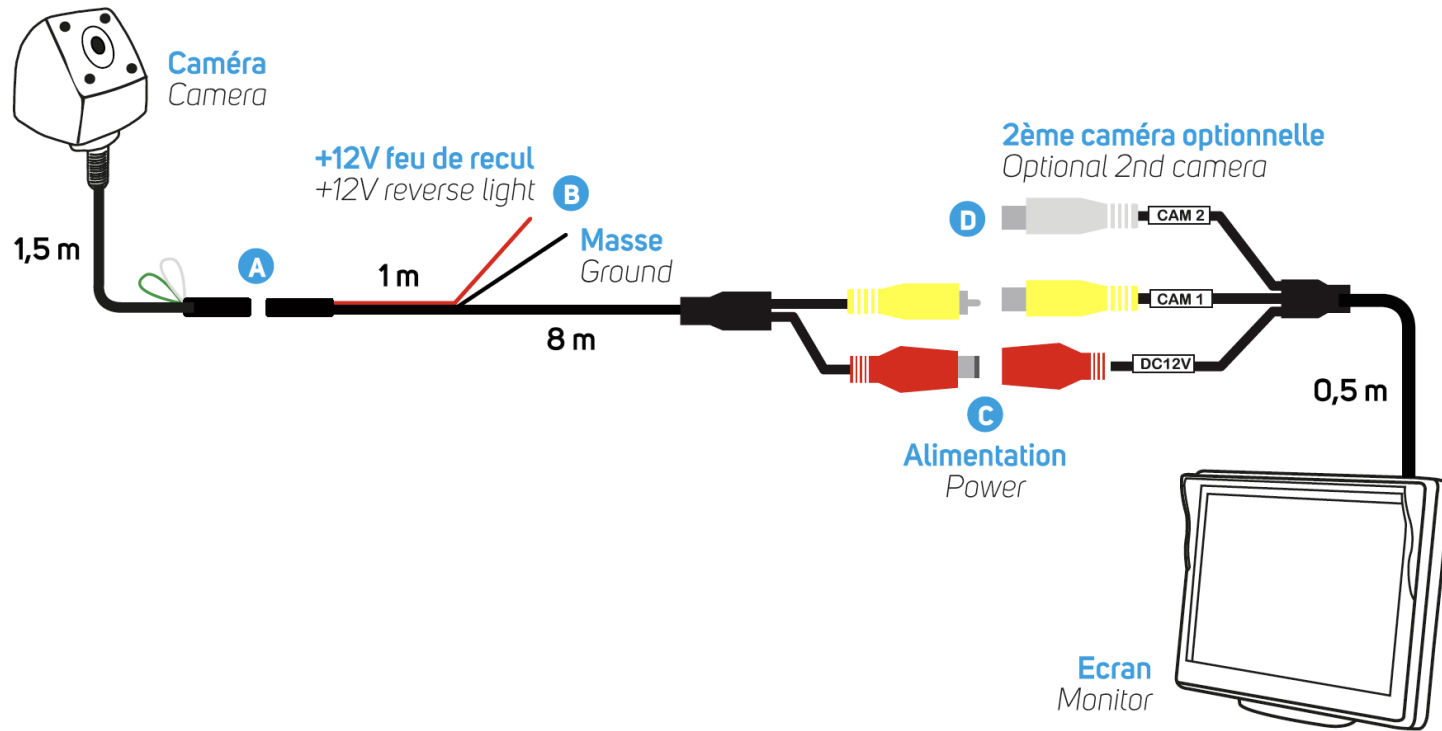 Caméra
Camera
+12V feu de recul
+12V reverse light
B
Masse
Ground
2ème caméra optionnelle
Optional 2nd camera
D
CAM 2
1,5 m
A
1 m
8 m
CAM 1
DC12V
0,5 m
C
Alimentation
Power
Ecran
Monitor